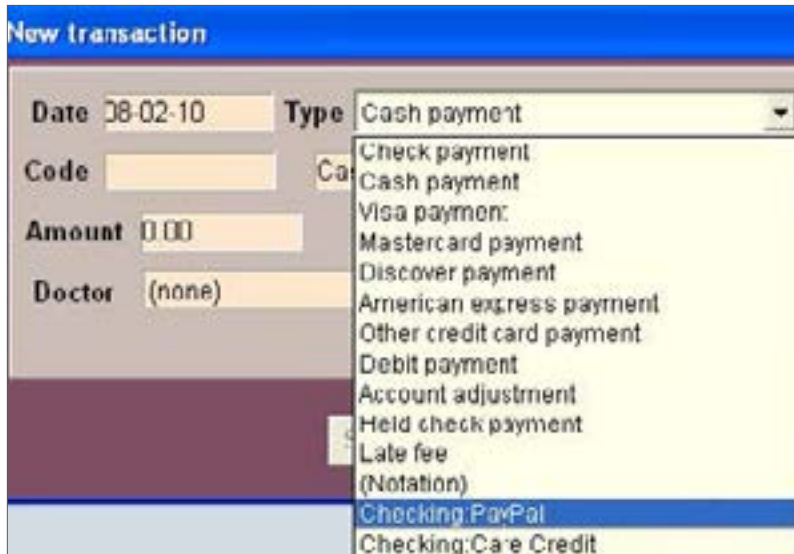 New transaction
Date 08-02-10 Type Cash payment
Code
Amount 0.00
Doctor (none)
Check payment
Cash payment
Visa payment
Mastercard payment
Discover payment
American express payment
Other credit card payment
Debit payment
Account adjustment
Held check payment
Late fee
(Notation)
Checking:PayPal
Checking:Care Credit